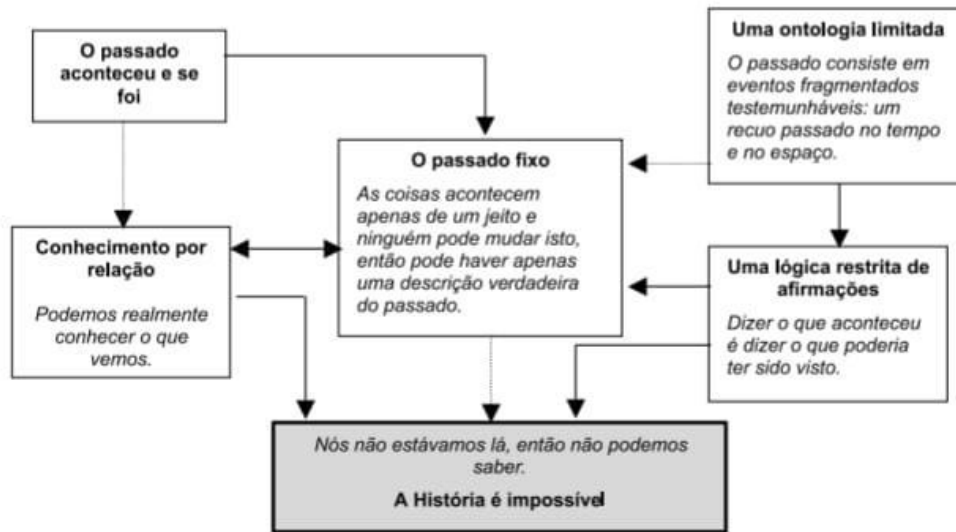 O passado
aconteceu e se
foi
Uma ontologia limitada
O passado consiste em
eventos fragmentados
testemunháveis: um
recuo passado no tempo
e no espaço.
O passado fixo
As coisas acontecem
apenas de um jeito e
ninguém pode mudar isto,
então pode haver apenas
uma descrição verdadeira
do passado.
Conhecimento por
relação
Podemos realmente
conhecer o que
vemos.
Uma lógica restrita de
afirmações
Dizer o que aconteceu
é dizer o que poderia
ter sido visto.
Nós não estávamos lá, então não podemos
saber.
A História é impossível